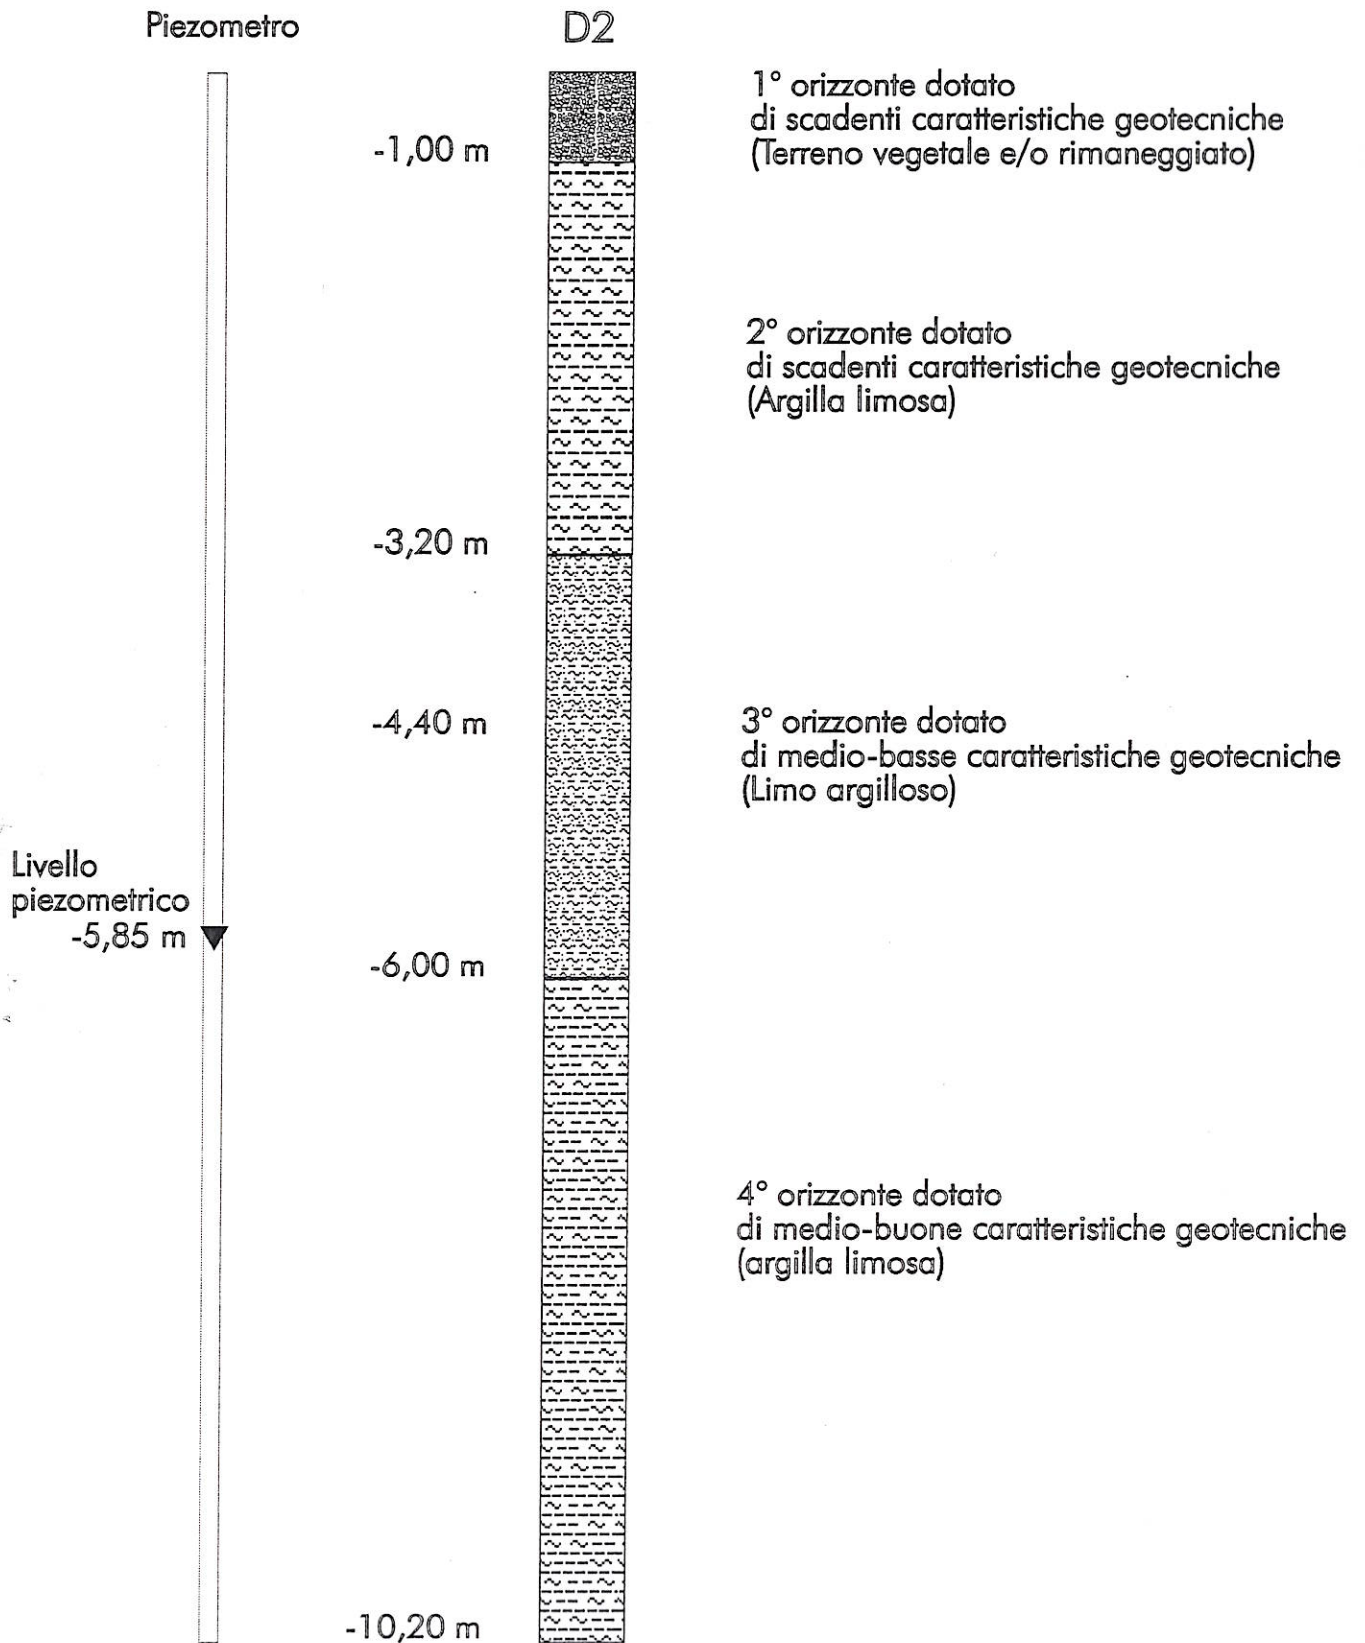 Piezometro
D2
1° orizzonte dotato
di scadenti caratteristiche geotecniche
(Terreno vegetale e/o rimaneggiato)
-1,00 m
2° orizzonte dotato
di scadenti caratteristiche geotecniche
(Argilla limosa)
-3,20 m
-4,40 m
3° orizzonte dotato
di medio-basse caratteristiche geotecniche
(Limo argilloso)
Livello
piezometrico
-5,85 m
-6,00 m
4° orizzonte dotato
di medio-buone caratteristiche geotecniche
(argilla limosa)
-10,20 m